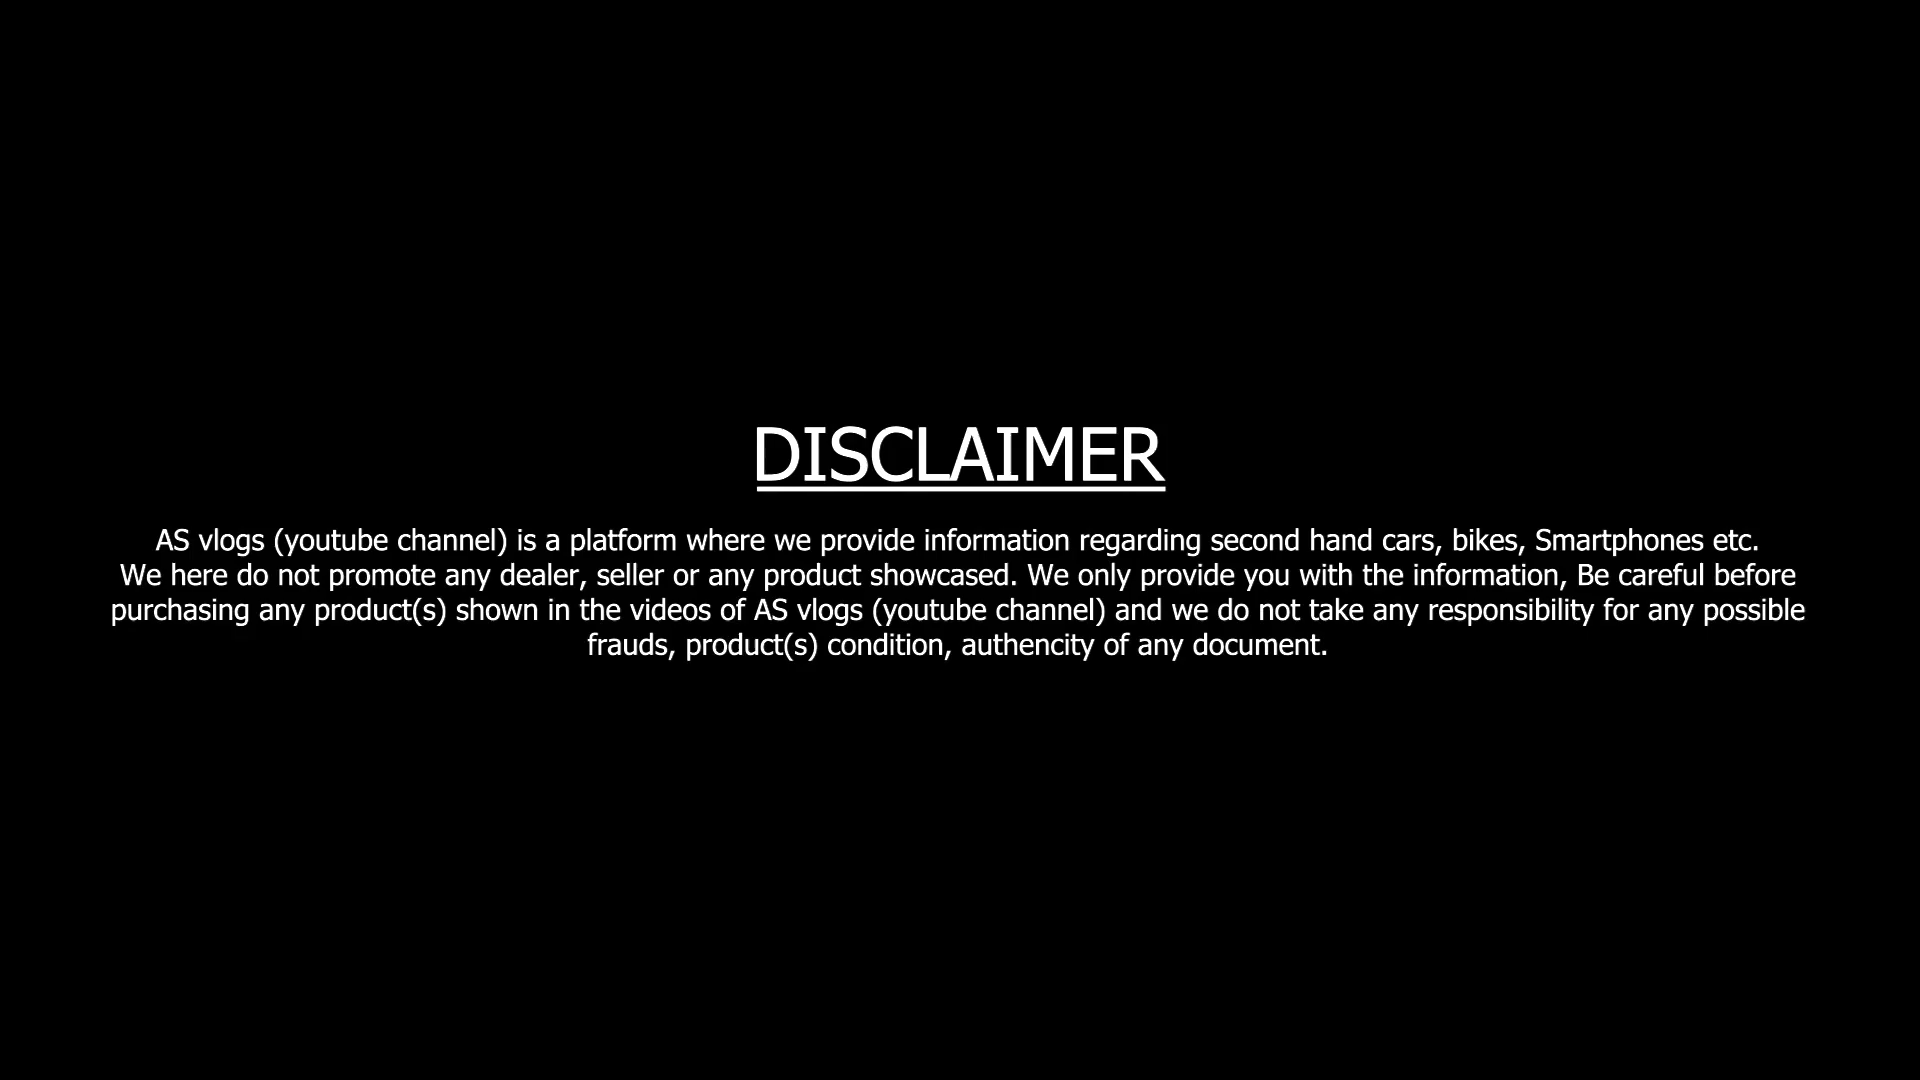 DISCLAIMER
AS vlogs (youtube channel) is a platform where we provide information regarding second hand cars, bikes, Smartphones etc.
We here do not promote any dealer, seller or any product showcased. We only provide you with the information, Be careful before
purchasing any product(s) shown in the videos of AS vlogs (youtube channel) and we do not take any responsibility for any possible
frauds, product(s) condition, authencity of any document.